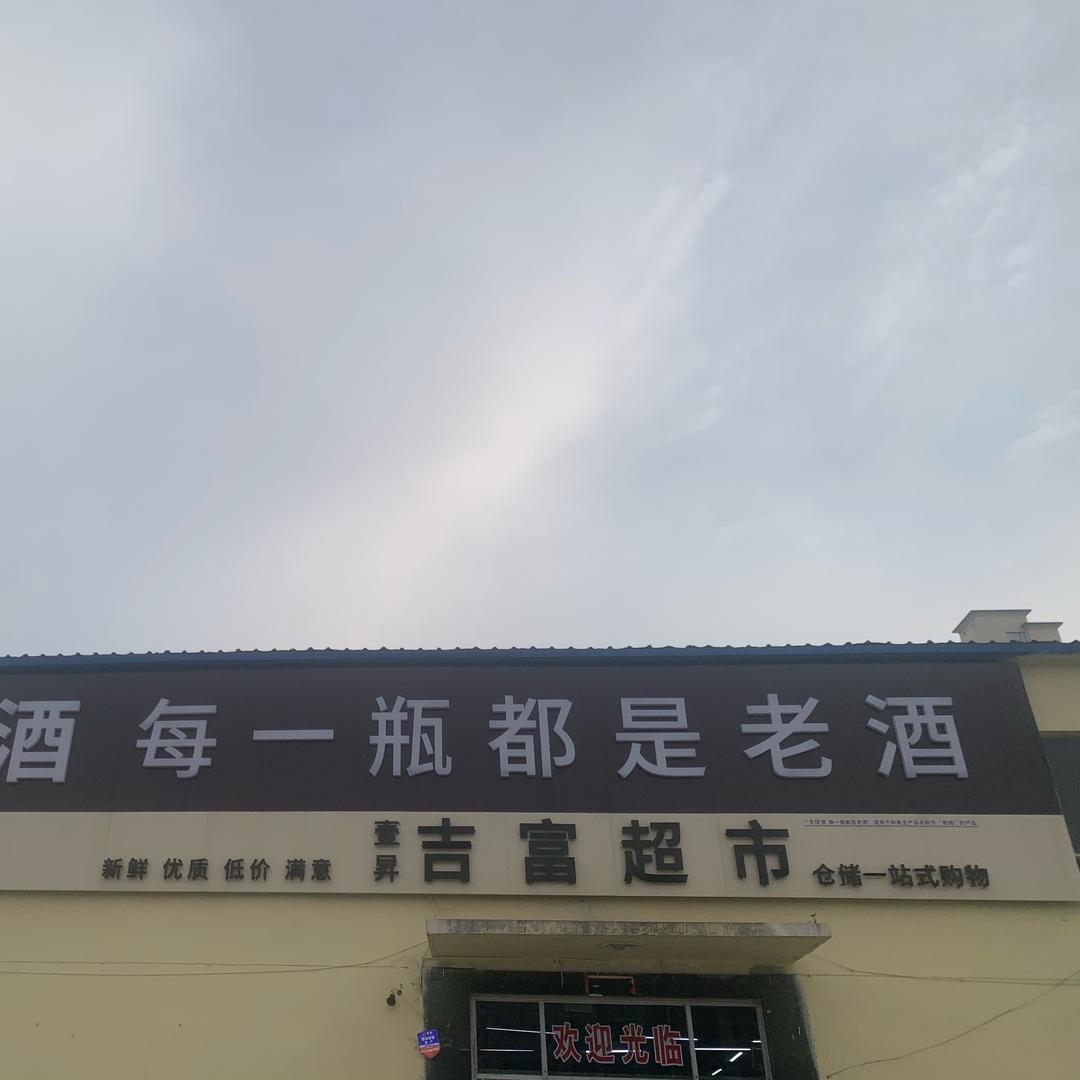 酒 每一瓶都是老酒
壹昇
吉富超市
新鲜 优质 低价 满意
仓储一站式购物
欢迎光临